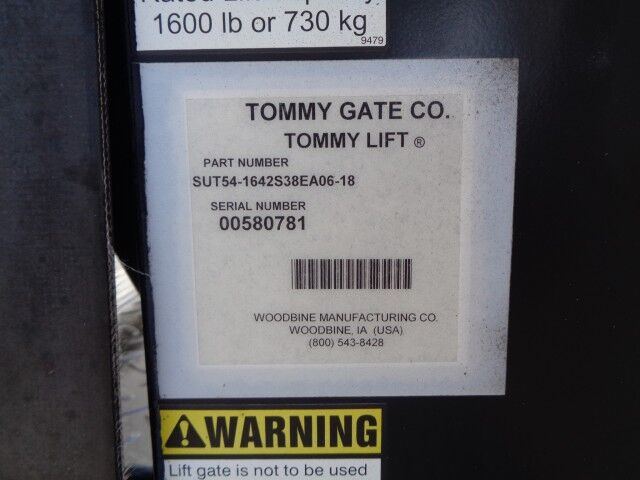 1600 lb or 730 kg
9479
TOMMY GATE CO.
TOMMY LIFT ®
PART NUMBER
SUT54-1642S38EA06-18
SERIAL NUMBER
00580781
WOODBINE MANUFACTURING CO.
WOODBINE, IA (USA)
(800) 543-8428
WARNING
Lift gate is not to be used